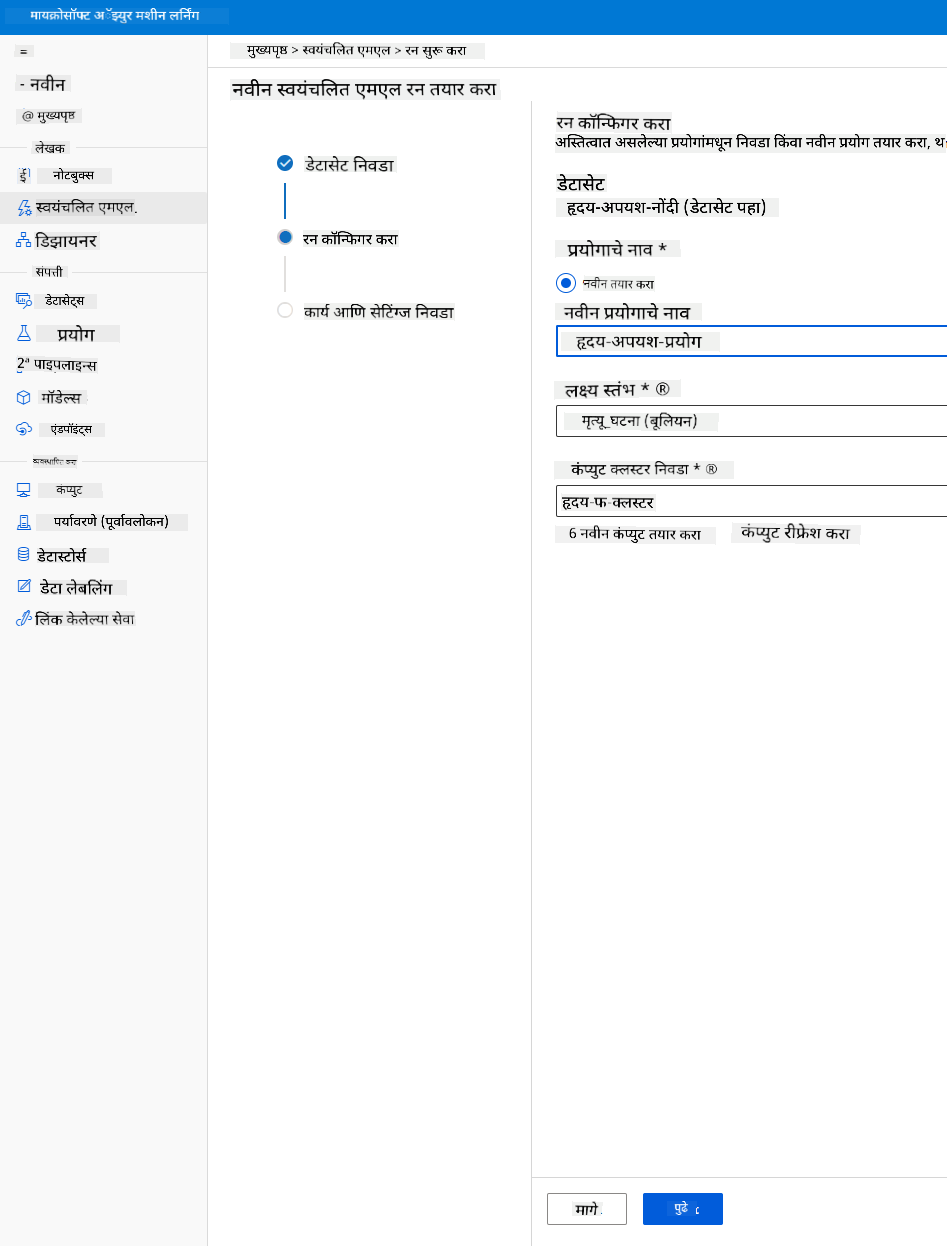 मायक्रोसॉफ्ट अॅझ्युर मशीन लर्निंग
- नवीन
@ मुख्यपृष्ठ
लेखक
नोटबुक्स
स्वयंचलित एमएल.
डिझायनर
संपत्ती
डेटासेट्स
प्रयोग
पाइपलाइन्स
मॉडेल्स
एंडपॉइंट्स
कंप्युट
पर्यावरणे (पूर्वावलोकन)
डेटास्टोर्स
डेटा लेबलिंग
लिंक केलेल्या सेवा
मुख्यपृष्ठ > स्वयंचलित एमएल > रन सुरू करा
नवीन स्वयंचलित एमएल रन तयार करा
डेटासेट निवडा
रन कॉन्फिगर करा
कार्य आणि सेटिंग्ज निवडा
रन कॉन्फिगर करा
अस्तित्वात असलेल्या प्रयोगांमधून निवडा किंवा नवीन प्रयोग तयार करा,
डेटासेट
हृदय-अपयश-नोंदी (डेटासेट पहा)
प्रयोगाचे नाव *
नवीन तयार करा
नवीन प्रयोगाचे नाव
हृदय-अपयश-प्रयोग
लक्ष्य स्तंभ * ®
मृत्यू_घटना (बूलियन)
कंप्युट क्लस्टर निवडा * ®
हृदय-फ-क्लस्टर
6 नवीन कंप्युट तयार करा कंप्युट रीफ्रेश करा
मागे
पुढे